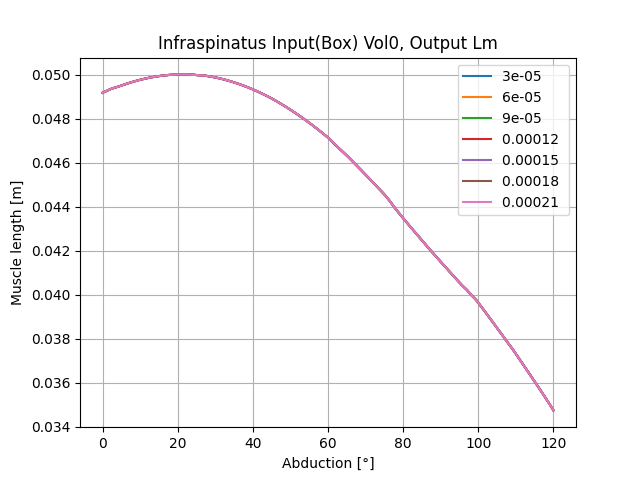 Infraspinatus Input(Box) Vol0, Output Lm
0.050
0.048
0.046
0.044
0.042
0.040
0.038
0.036
0.034
Muscle length [m]
3e-05
6e-05
9e-05
0.00012
0.00015
0.00018
0.00021
0 20 40 60 80 100 120
Abduction [°]